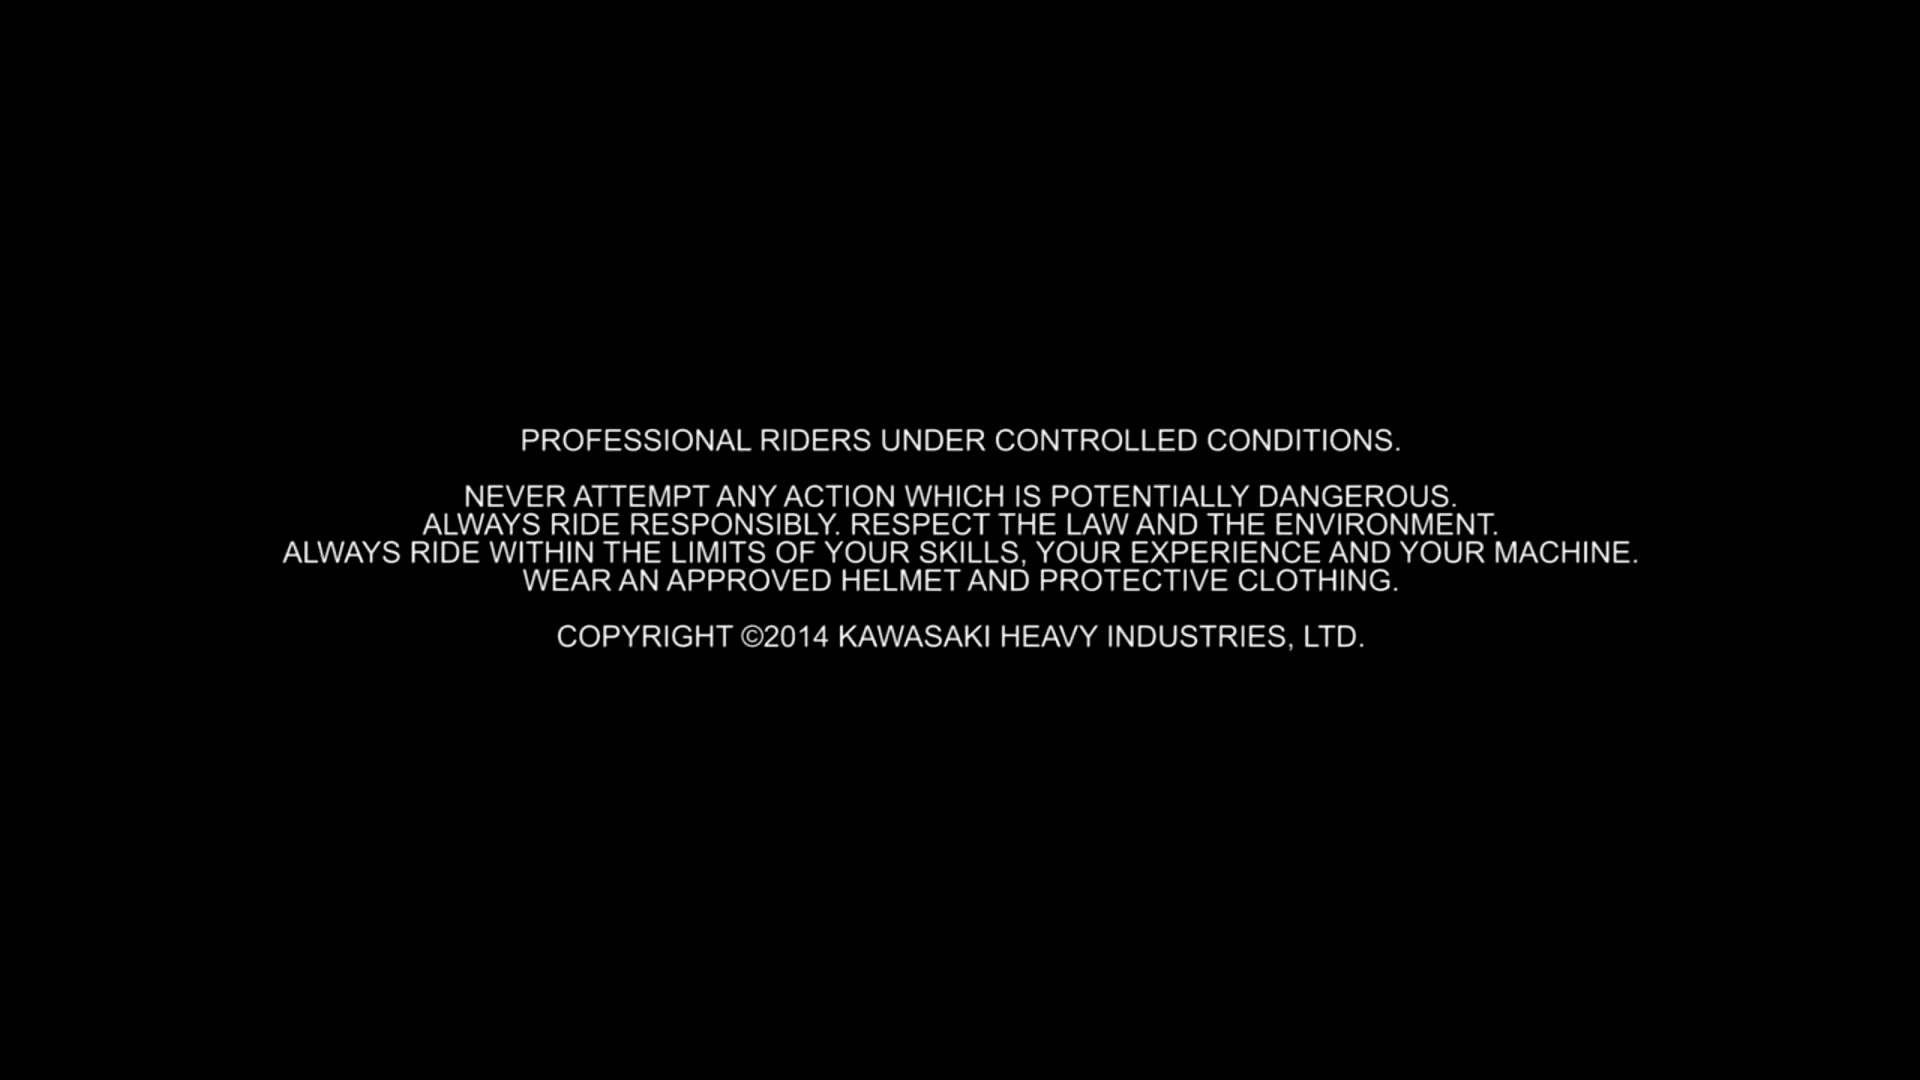 PROFESSIONAL RIDERS UNDER CONTROLLED CONDITIONS.
NEVER ATTEMPT ANY ACTION WHICH IS POTENTIALLY DANGEROUS.
ALWAYS RIDE RESPONSIBLY. RESPECT THE LAW AND THE ENVIRONMENT.
ALWAYS RIDE WITHIN THE LIMITS OF YOUR SKILLS, YOUR EXPERIENCE AND YOUR MACHINE.
WEAR AN APPROVED HELMET AND PROTECTIVE CLOTHING.
COPYRIGHT ©2014 KAWASAKI HEAVY INDUSTRIES, LTD.